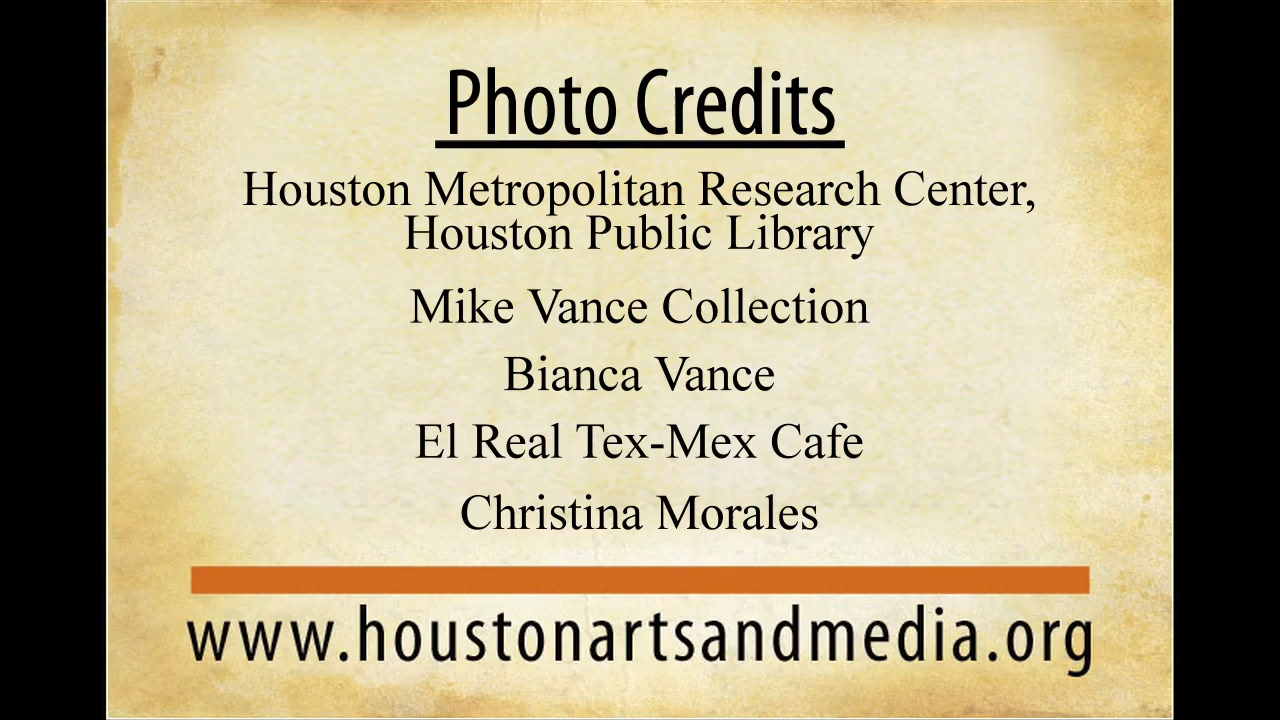 Photo Credits
Houston Metropolitan Research Center,
Houston Public Library
Mike Vance Collection
Bianca Vance
El Real Tex-Mex Cafe
Christina Morales
www.houstonartsandmedia.org